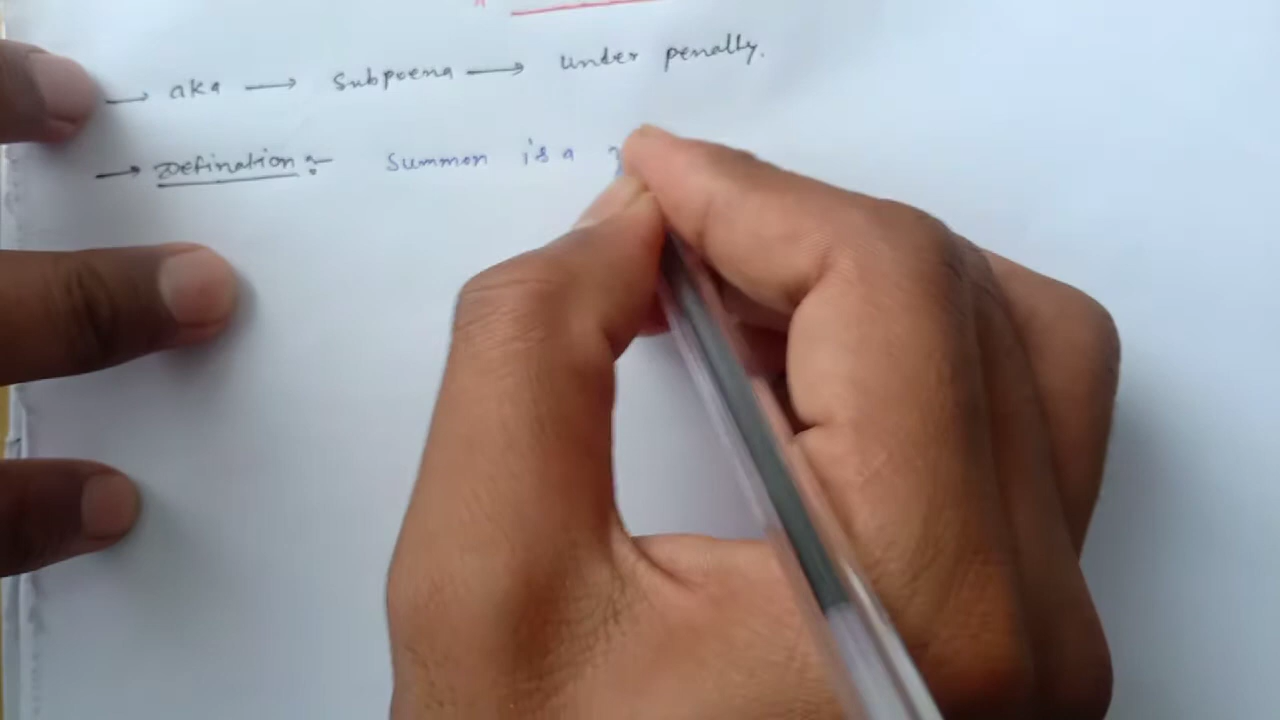 → aka → Subpoena → under penalty.
→ Defination :- Summon is a